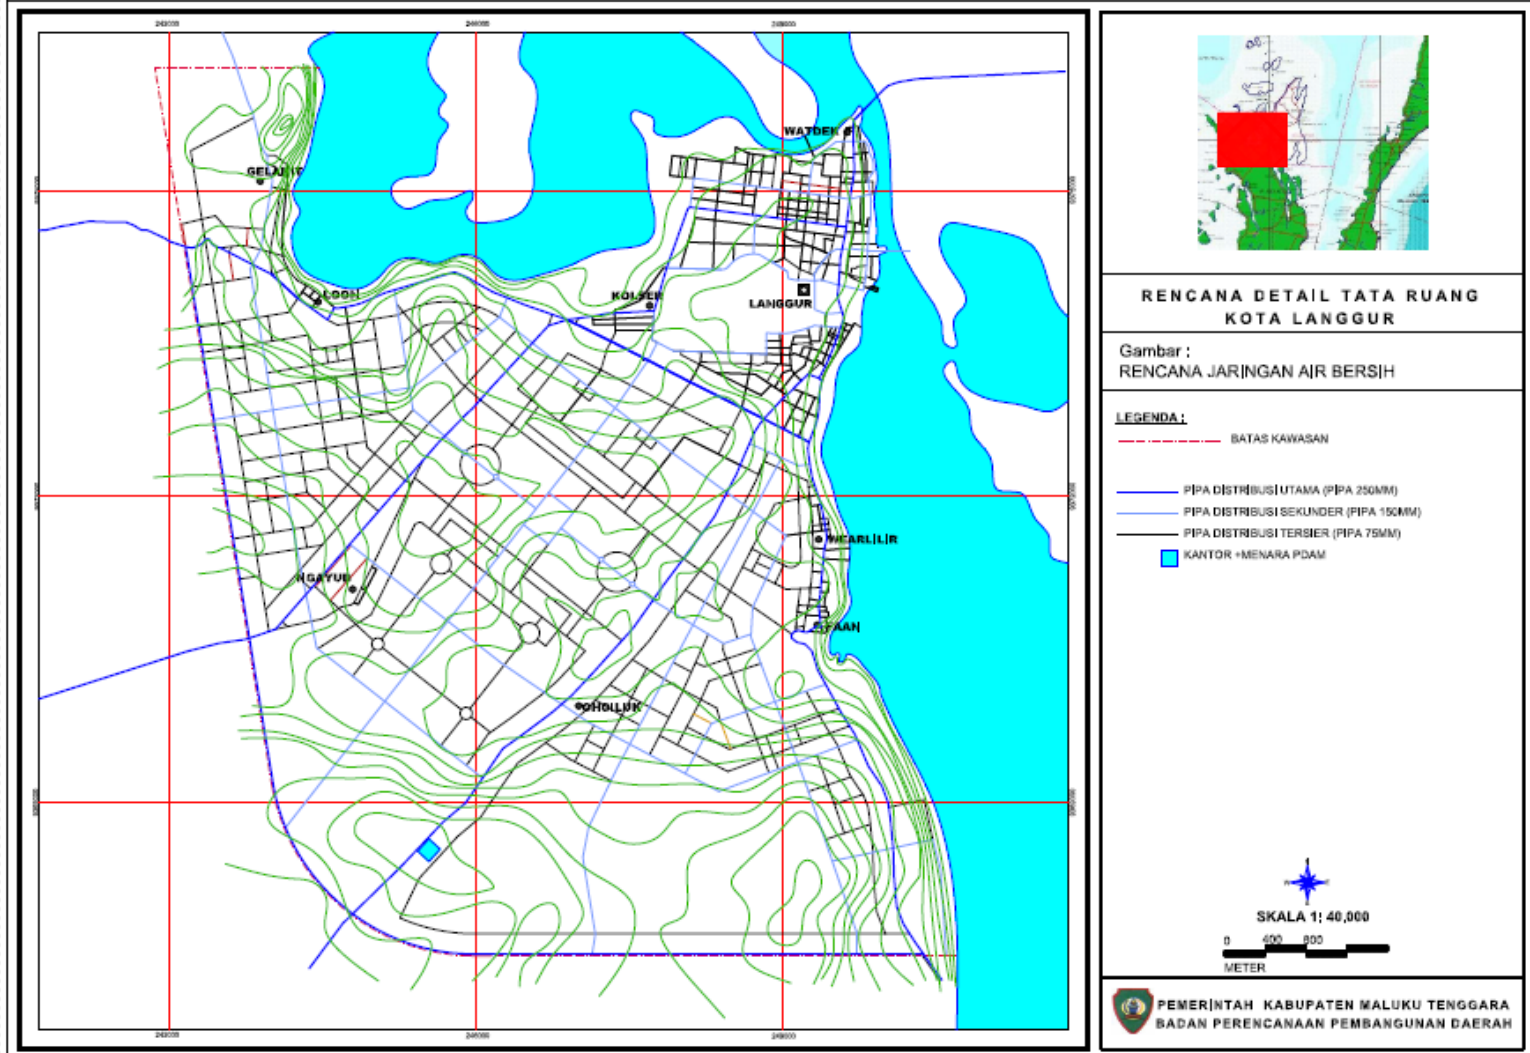 WATDEK
GELANIT
LOON
KOLSER
LANGGUR
WEARLILIR
NGAYUB
FAAN
OHOILUK
RENCANA DETAIL TATA RUANG
KOTA LANGGUR
Gambar :
RENCANA JARINGAN AIR BERSIH
LEGENDA :
BATAS KAWASAN
PIPA DISTRIBUSI UTAMA (PIPA 250MM)
PIPA DISTRIBUSI SEKUNDER (PIPA 150MM)
PIPA DISTRIBUSI TERSIER (PIPA 75MM)
KANTOR +MENARA PDAM
SKALA 1: 40,000
0 400 800
METER
PEMERINTAH KABUPATEN MALUKU TENGGARA
BADAN PERENCANAAN PEMBANGUNAN DAERAH